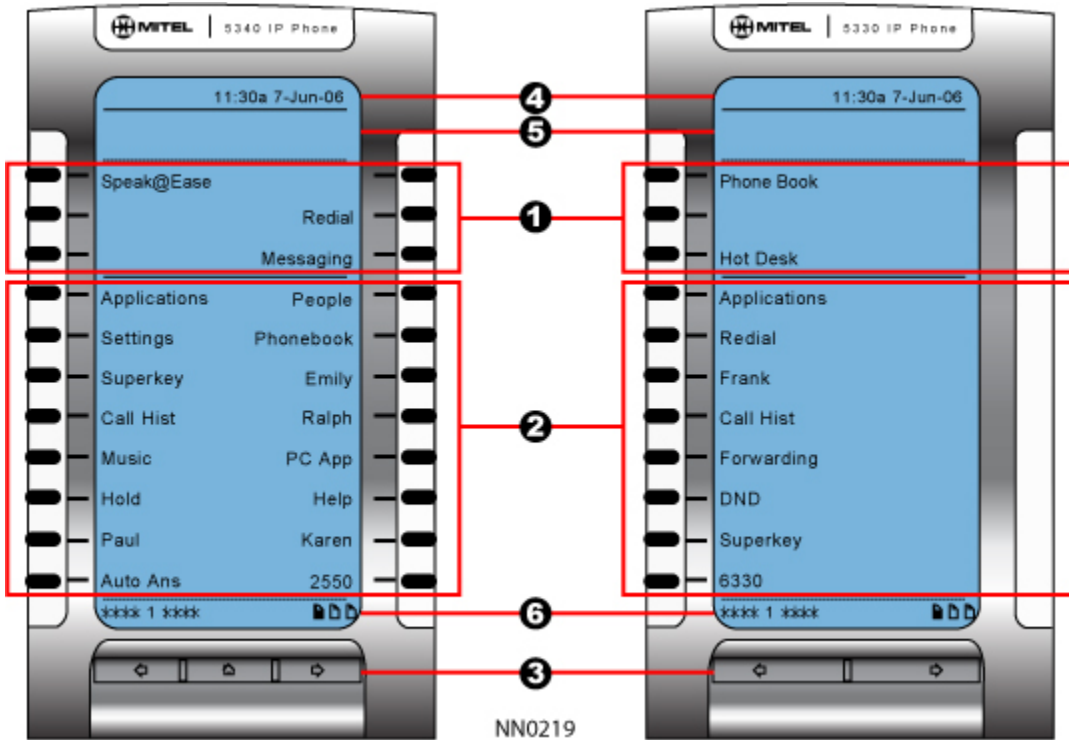 MITEL | 5340 IP Phone
11:30a 7-Jun-06
Speak@Ease
Redial
Messaging
Applications People
Settings Phonebook
Superkey Emily
Call Hist Ralph
Music PC App
Hold Help
Paul Karen
Auto Ans 2550
**** 1 ****
4
5
1
2
6
3
NN0219
MITEL | 5330 IP Phone
11:30a 7-Jun-06
Phone Book
Hot Desk
Applications
Redial
Frank
Call Hist
Forwarding
DND
Superkey
6330
**** 1 ****